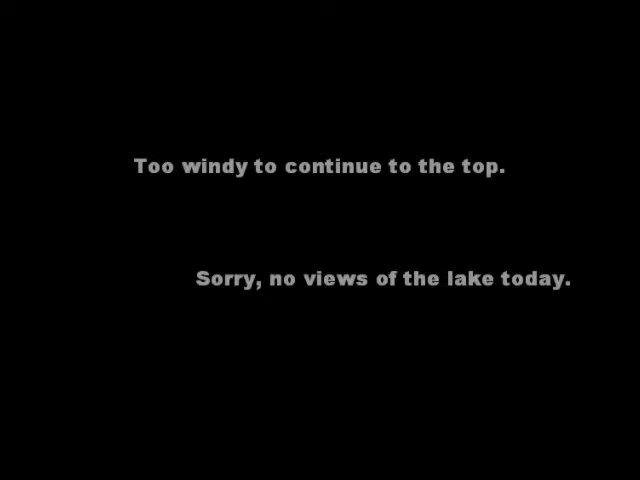 Too windy to continue to the top.
Sorry, no views of the lake today.